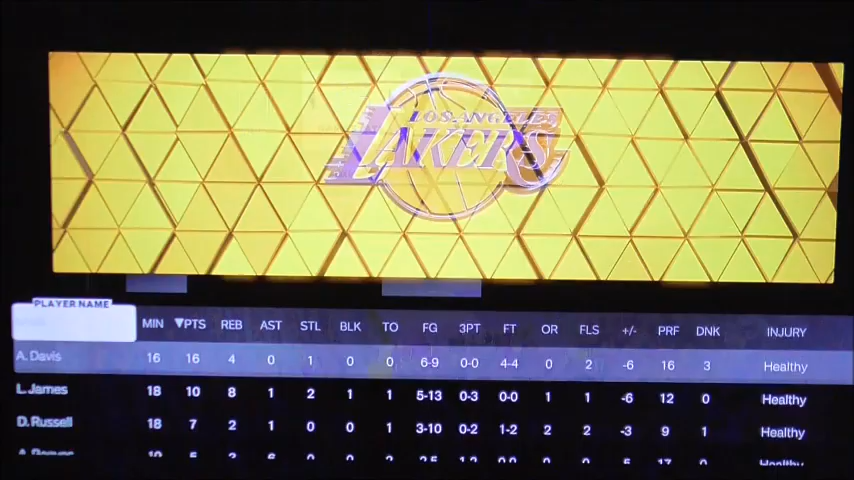 LOS ANGELES
LAKERS
PLAYER NAME
MIN ▼PTS REB AST STL BLK TO FG 3PT FT OR FLS +/- PRF DNK INJURY
A. Davis 16 16 4 0 1 0 0 6-9 0-0 4-4 0 2 -6 16 3 Healthy
L. James 18 10 8 1 2 1 1 5-13 0-3 0-0 1 1 -6 12 0 Healthy
D. Russell 18 7 2 1 0 0 1 3-10 0-2 1-2 2 2 -3 9 1 Healthy